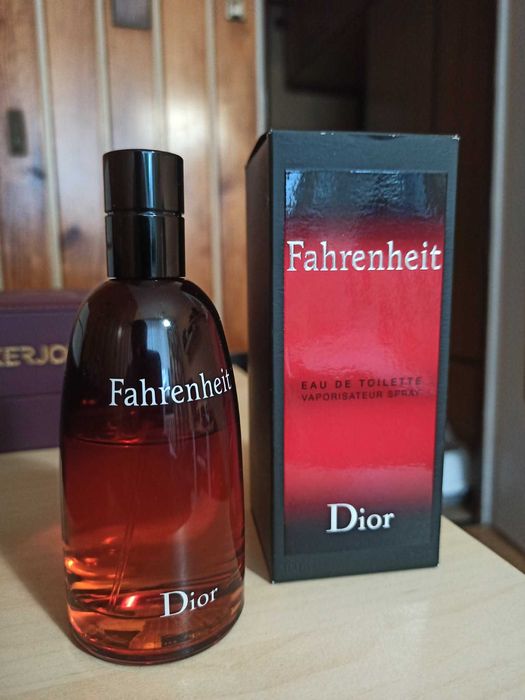 Fahrenheit
Dior
Fahrenheit
EAU DE TOILETTE
VAPORISATEUR SPRAY
Dior